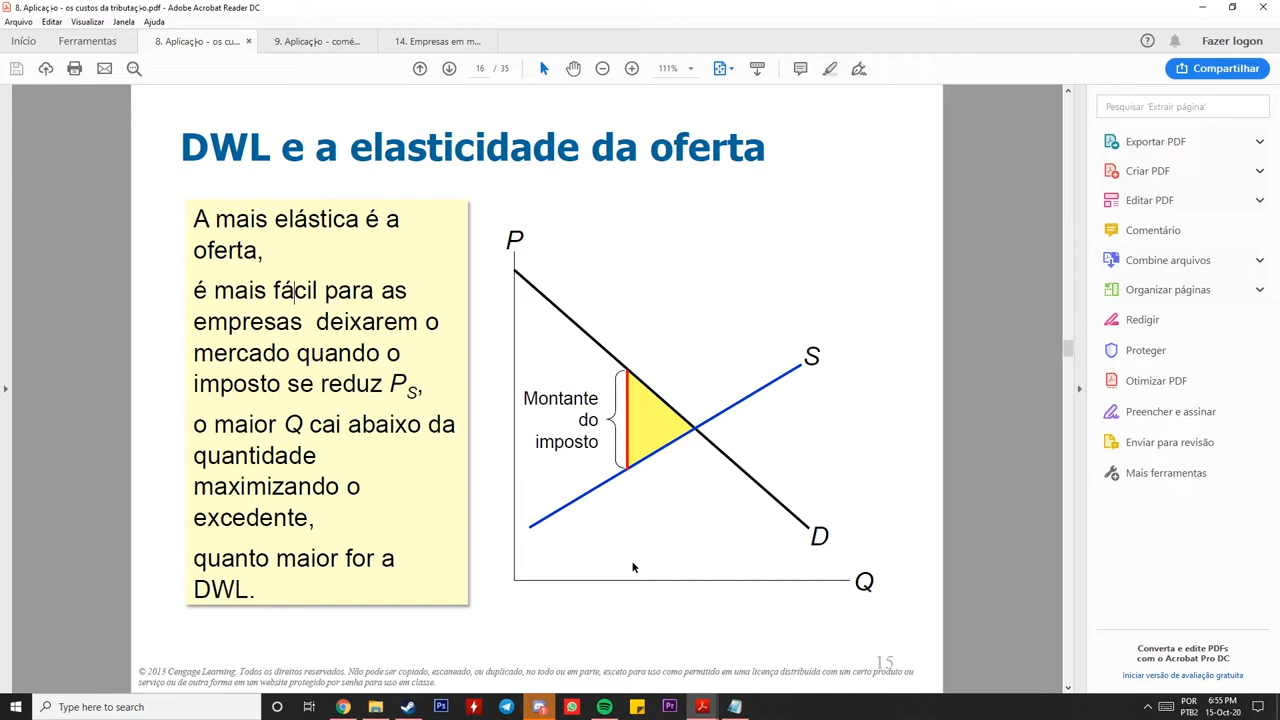 8. Aplicação - os custos da tributação.pdf - Adobe Acrobat Reader DC
Arquivo Editar Visualizar Janela Ajuda
Início Ferramentas 8. Aplicação - os cu... × 9. Aplicação - comé... 14. Empresas em m... Fazer logon
16 / 35 111% Compartilhar
DWL e a elasticidade da oferta
A mais elástica é a
oferta,
é mais fácil para as
empresas deixarem o
mercado quando o
imposto se reduz PS,
o maior Q cai abaixo da
quantidade
maximizando o
excedente,
quanto maior for a
DWL.
P
S
Montante
do
imposto
D
Q
15
© 2013 Cengage Learning. Todos os direitos reservados. Não pode ser copiado, escaneado, ou duplicado, no todo ou em parte, exceto para uso como permitido em uma licença distribuída com um certo produto ou
serviço ou de outra forma em um website protegido por senha para uso em classe.
Pesquisar 'Extrair página'
Exportar PDF
Criar PDF
Editar PDF
Comentário
Combine arquivos
Organizar páginas
Redigir
Proteger
Otimizar PDF
Preencher e assinar
Enviar para revisão
Mais ferramentas
Converta e edite PDFs
com o Acrobat Pro DC
Iniciar versão de avaliação gratuita
Type here to search
POR
PTB2
6:55 PM
15-Oct-20